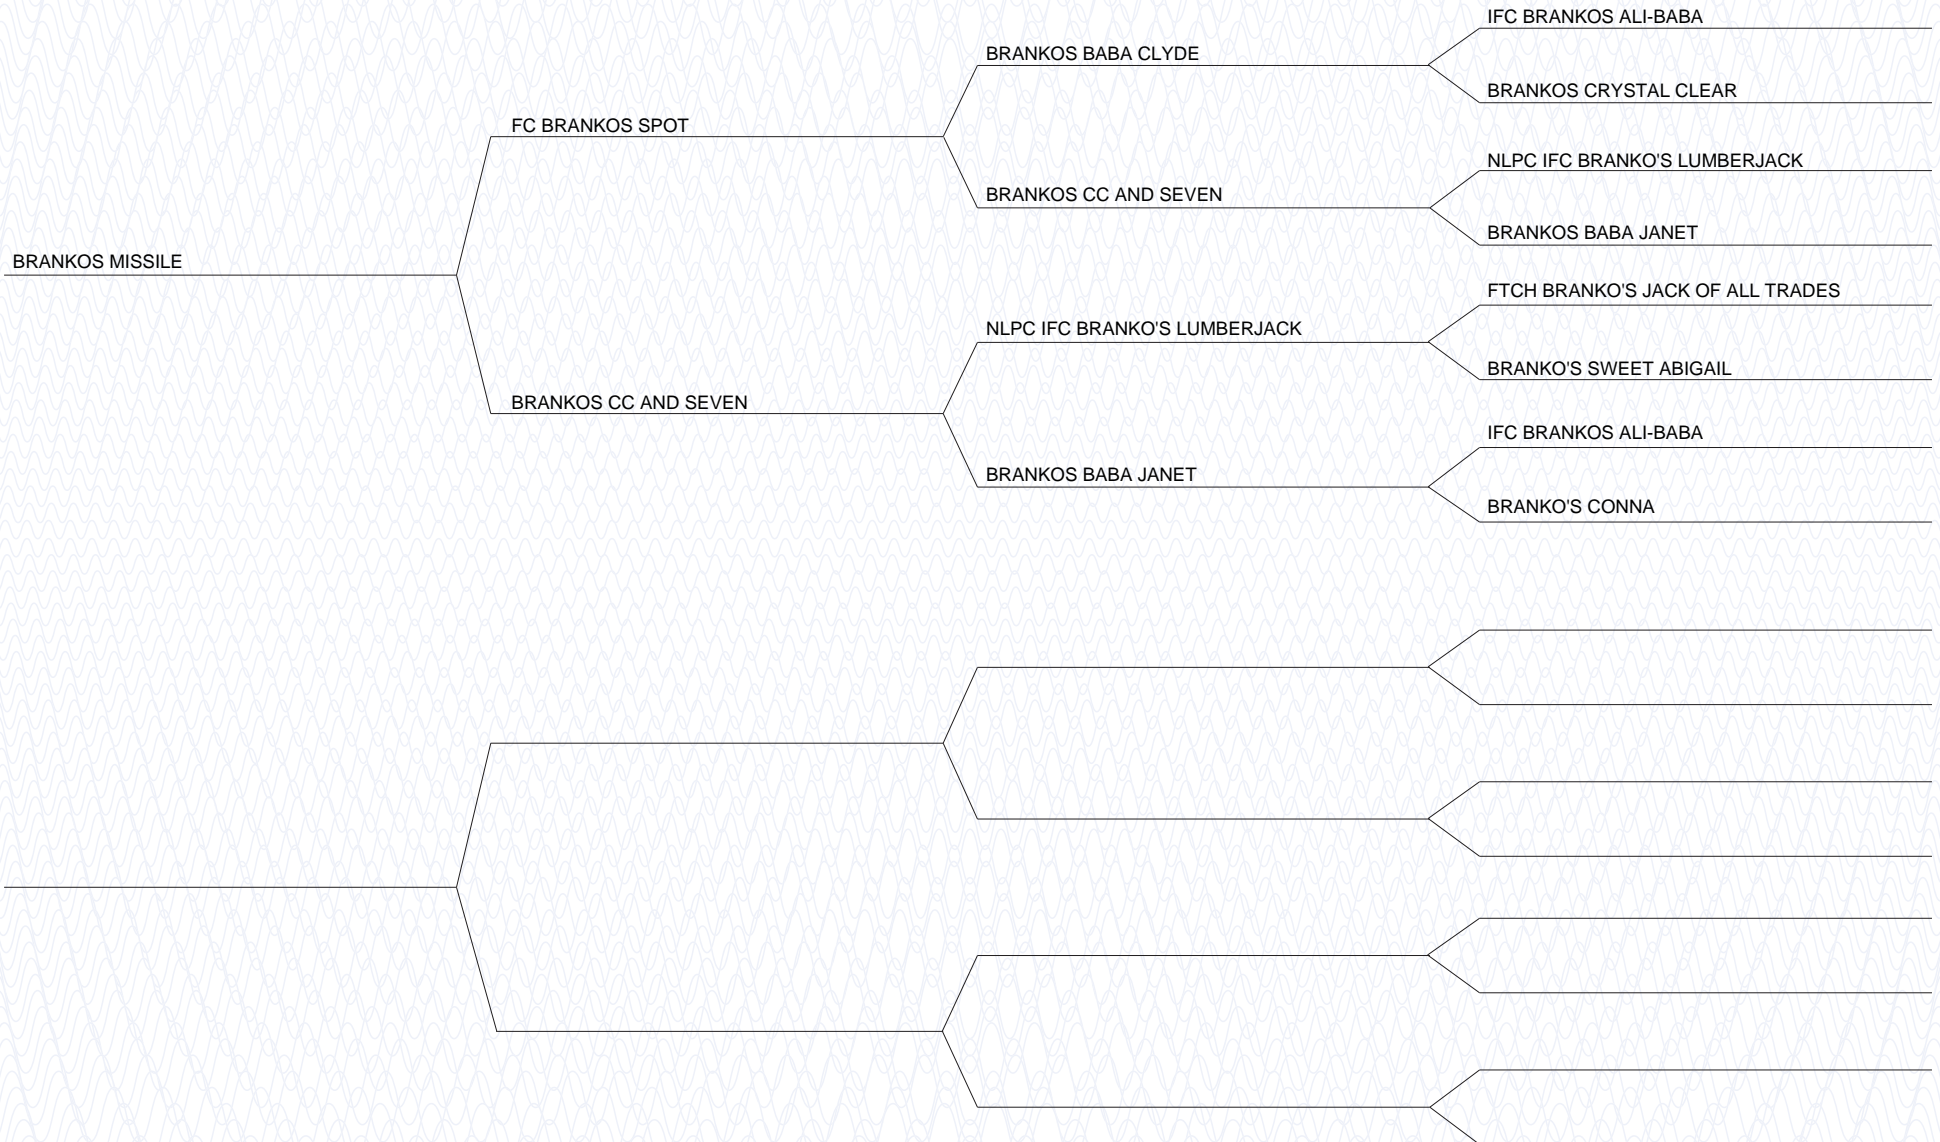 IFC BRANKOS ALI-BABA
BRANKOS BABA CLYDE
BRANKOS CRYSTAL CLEAR
FC BRANKOS SPOT
NLPC IFC BRANKO'S LUMBERJACK
BRANKOS CC AND SEVEN
BRANKOS BABA JANET
BRANKOS MISSILE
FTCH BRANKO'S JACK OF ALL TRADES
NLPC IFC BRANKO'S LUMBERJACK
BRANKO'S SWEET ABIGAIL
BRANKOS CC AND SEVEN
IFC BRANKOS ALI-BABA
BRANKOS BABA JANET
BRANKO'S CONNA